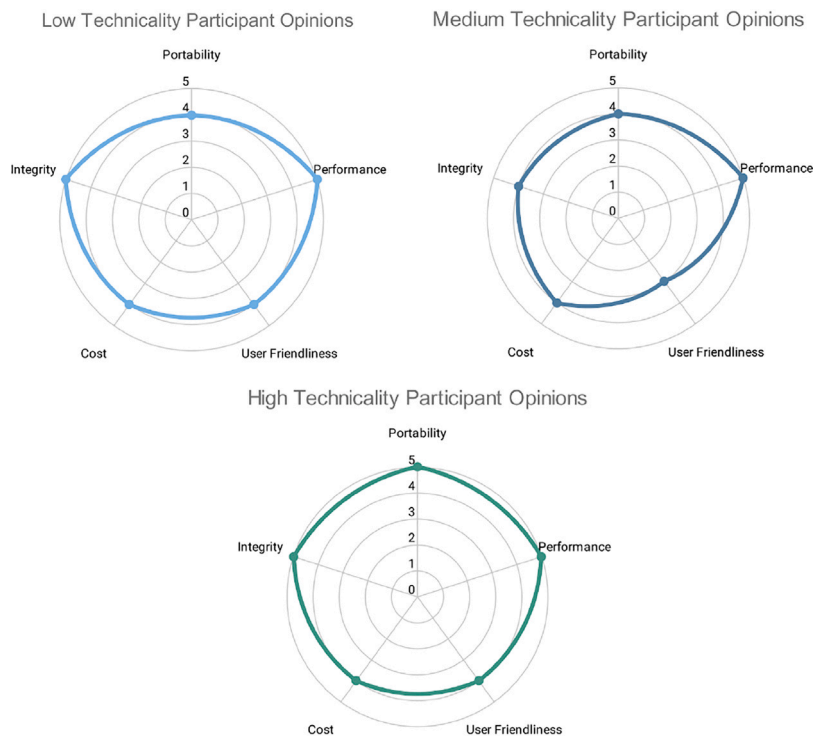 Low Technicality Participant Opinions
Portability
5
4
3
2
1
0
Integrity
Performance
Cost
User Friendliness
Medium Technicality Participant Opinions
Portability
5
4
3
2
1
0
Integrity
Performance
Cost
User Friendliness
High Technicality Participant Opinions
Portability
5
4
3
2
1
0
Integrity
Performance
Cost
User Friendliness